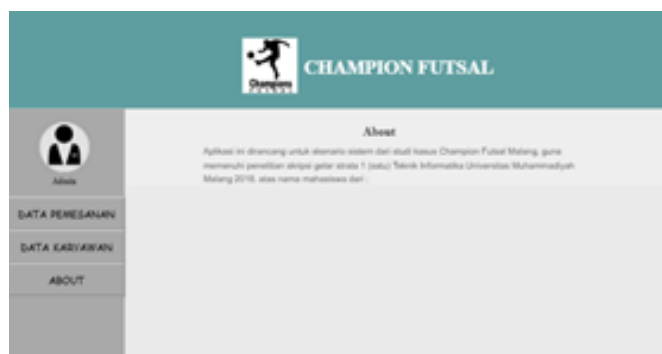 Champions
FUTSAL
CHAMPION FUTSAL
Admin
DATA PEMESANAN
DATA KARYAWAN
ABOUT
About
Aplikasi ini dirancang untuk skenario sistem dari studi kasus Champion Futsal Malang, guna
memenuhi penelitian skripsi gelar strata 1 (satu) Teknik Informatika Universitas Muhammadiyah
Malang 2016, atas nama mahasiswa dari :